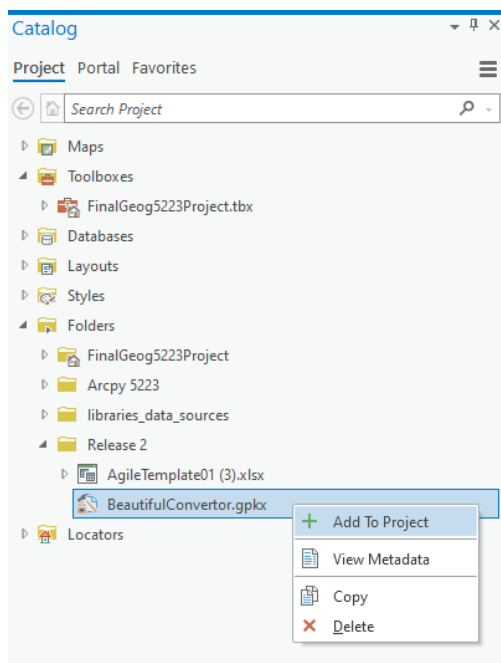 Catalog
Project Portal Favorites
Search Project
Maps
Toolboxes
FinalGeog5223Project.tbx
Databases
Layouts
Styles
Folders
FinalGeog5223Project
Arcpy 5223
libraries_data_sources
Release 2
AgileTemplate01 (3).xlsx
BeautifulConvertor.gpkx
Add To Project
View Metadata
Copy
Delete
Locators